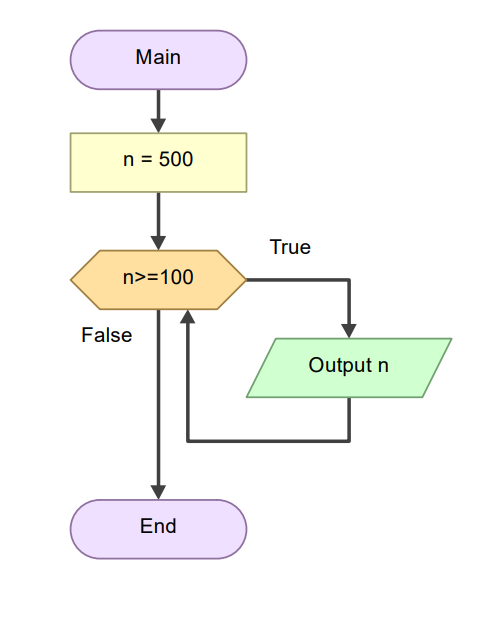 Main
n = 500
True
n>=100
False
Output n
End